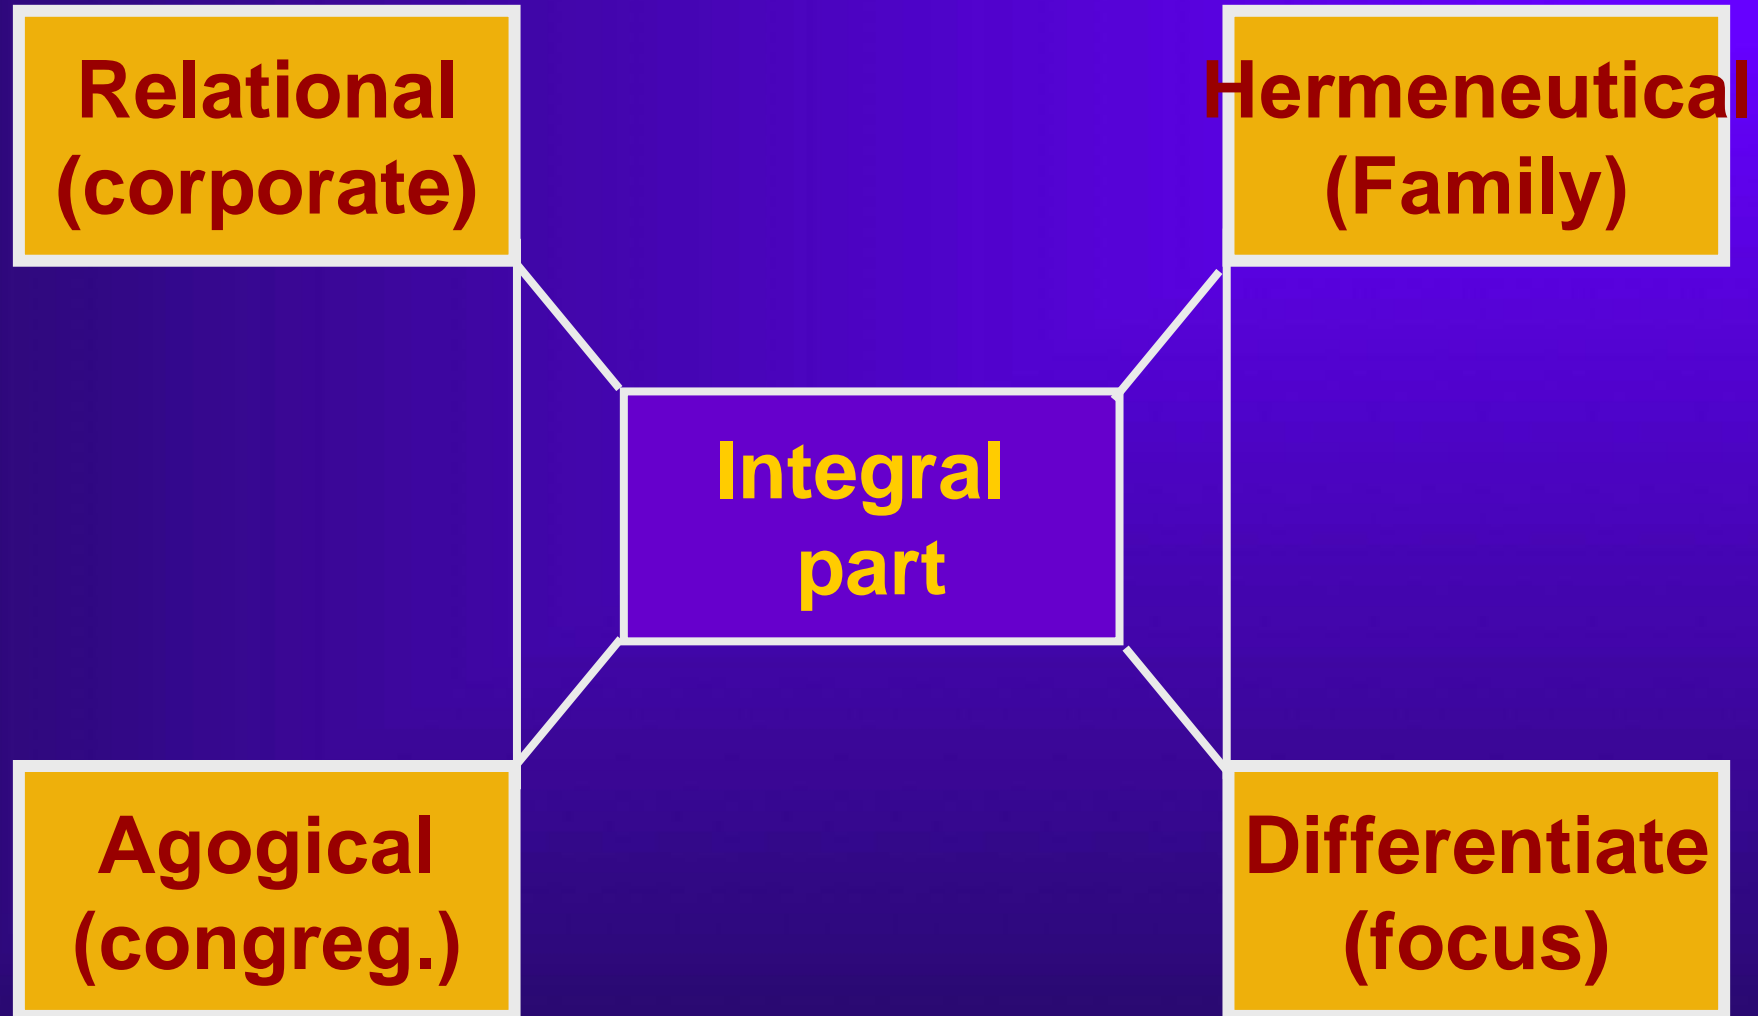 Relational
(corporate)
Hermeneutical
(Family)
Integral
part
Agogical
(congreg.)
Differentiate
(focus)